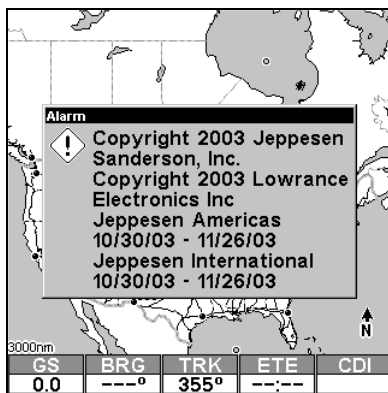 Alarm
!
Copyright 2003 Jeppesen
Sanderson, Inc.
Copyright 2003 Lowrance
Electronics Inc
Jeppesen Americas
10/30/03 - 11/26/03
Jeppesen International
10/30/03 - 11/26/03
N
3000nm
GS BRG TRK ETE CDI
0.0 ---º 355º --:--